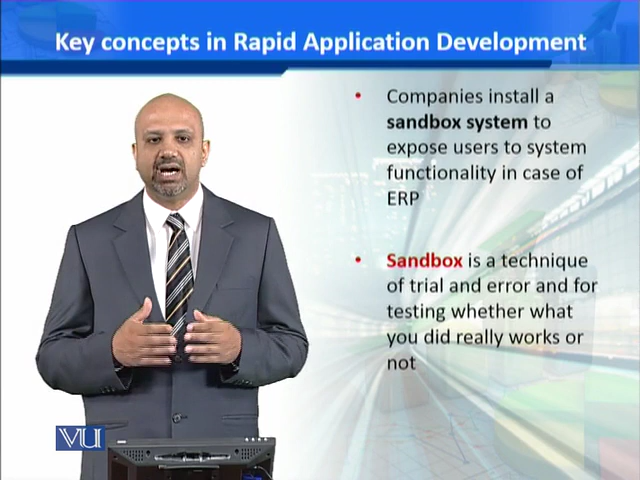 Key concepts in Rapid Application Development
• Companies install a
sandbox system to
expose users to system
functionality in case of
ERP
• Sandbox is a technique
of trial and error and for
testing whether what
you did really works or
not
VU